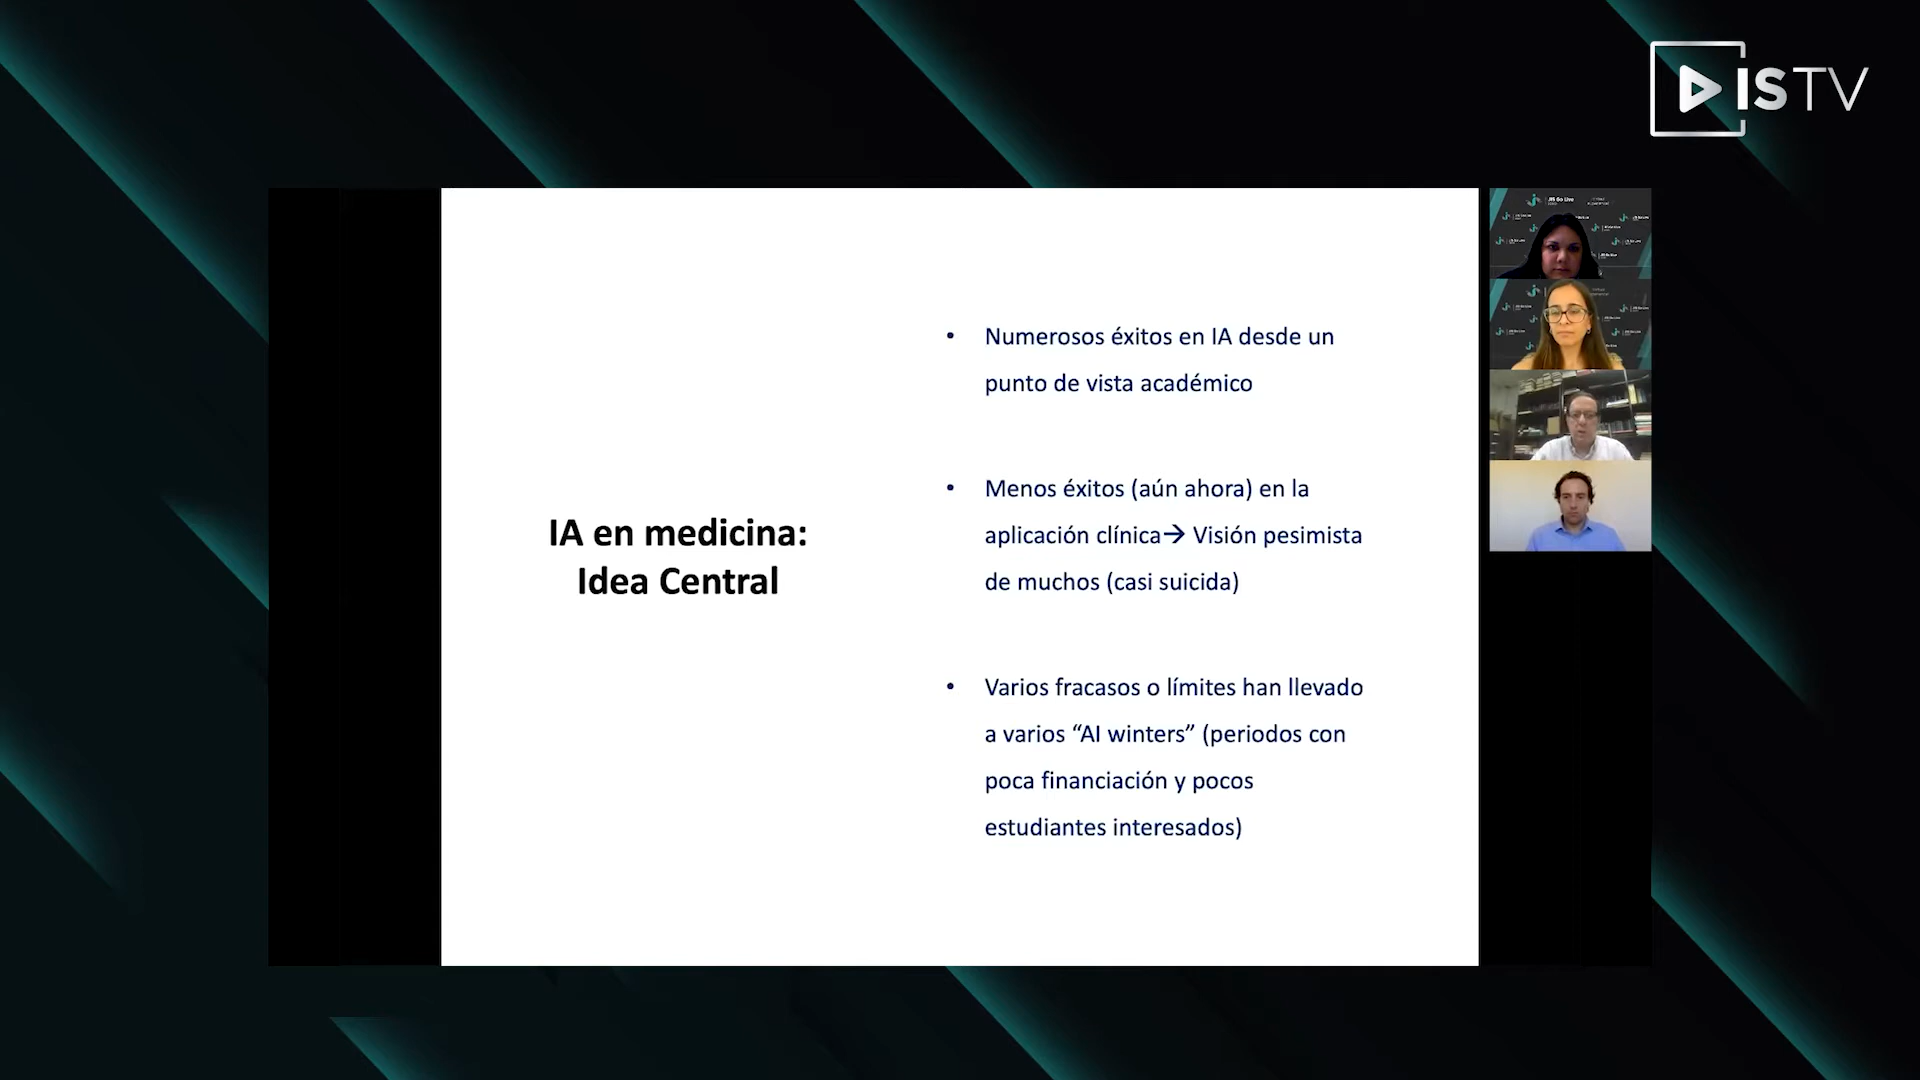 ISTV
IA en medicina:
Idea Central
• Numerosos éxitos en IA desde un
punto de vista académico
• Menos éxitos (aún ahora) en la
aplicación clínica→ Visión pesimista
de muchos (casi suicida)
• Varios fracasos o límites han llevado
a varios “AI winters” (periodos con
poca financiación y pocos
estudiantes interesados)